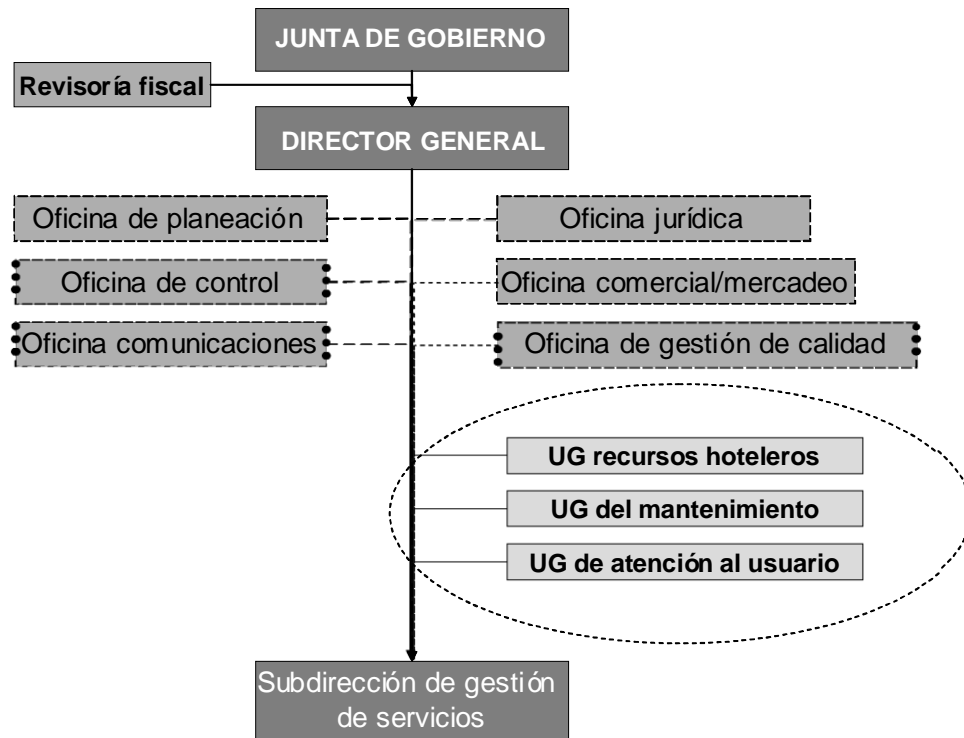 JUNTA DE GOBIERNO
Revisoría fiscal
DIRECTOR GENERAL
Oficina de planeación
Oficina jurídica
Oficina de control
Oficina comercial/mercadeo
Oficina comunicaciones
Oficina de gestión de calidad
UG recursos hoteleros
UG del mantenimiento
UG de atención al usuario
Subdirección de gestión
de servicios